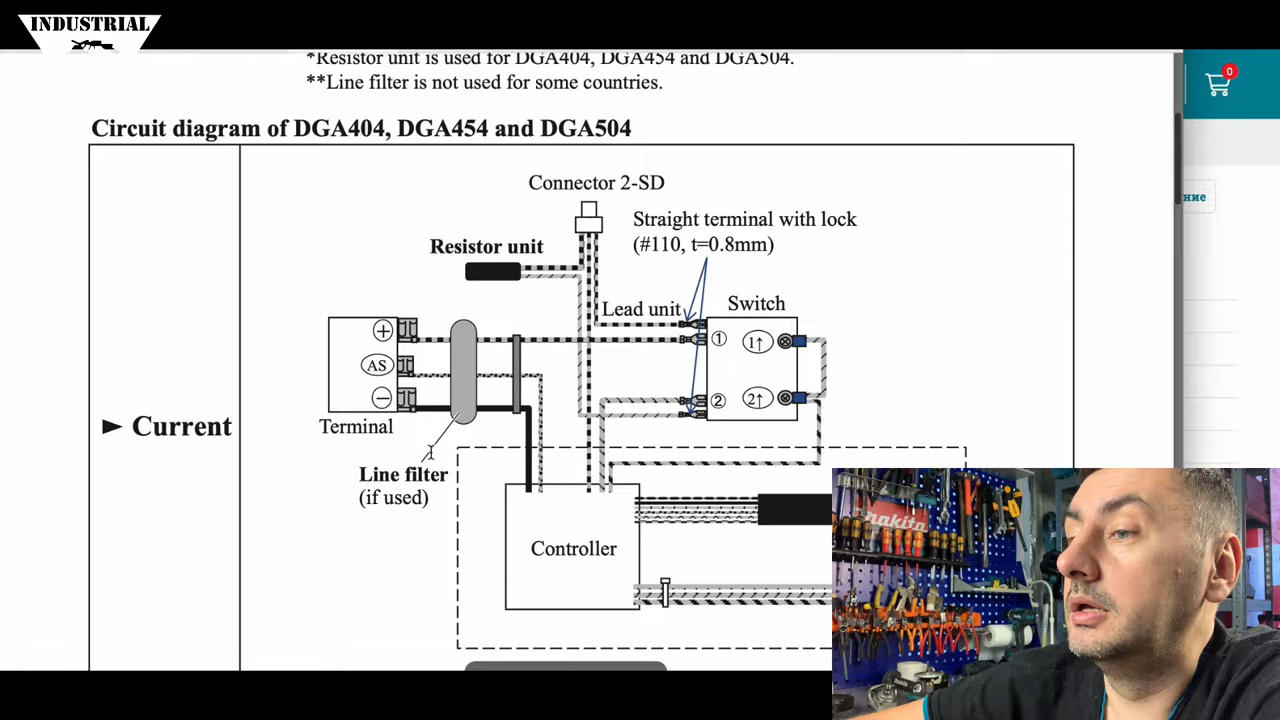 INDUSTRIAL
*Resistor unit is used for DGA404, DGA454 and DGA504.
**Line filter is not used for some countries.
0
Circuit diagram of DGA404, DGA454 and DGA504
ние
Connector 2-SD
Straight terminal with lock
(#110, t=0.8mm)
Resistor unit
Lead unit
Switch
+
①
1↑
AS
−
②
2↑
Terminal
► Current
Line filter
(if used)
Controller
makita